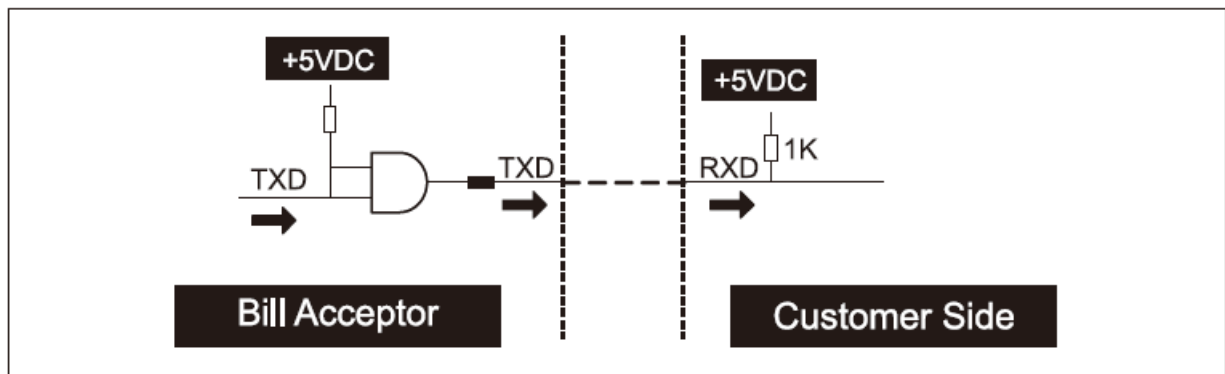 +5VDC
+5VDC
1K
TXD
TXD
RXD
Bill Acceptor
Customer Side